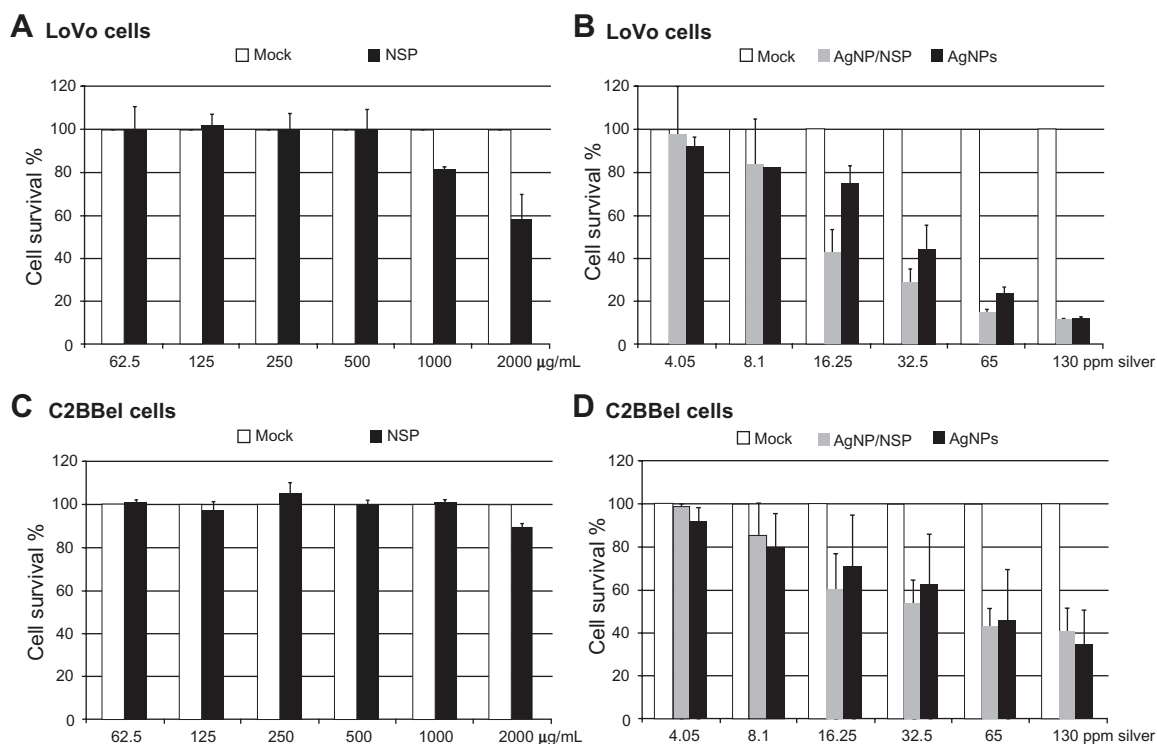 A LoVo cells
Mock NSP
Cell survival %
120
100
80
60
40
20
0
62.5 125 250 500 1000 2000 µg/mL
B LoVo cells
Mock AgNP/NSP AgNPs
Cell survival %
120
100
80
60
40
20
0
4.05 8.1 16.25 32.5 65 130 ppm silver
C C2BBel cells
Mock NSP
Cell survival %
120
100
80
60
40
20
0
62.5 125 250 500 1000 2000 µg/mL
D C2BBel cells
Mock AgNP/NSP AgNPs
Cell survival %
120
100
80
60
40
20
0
4.05 8.1 16.25 32.5 65 130 ppm silver